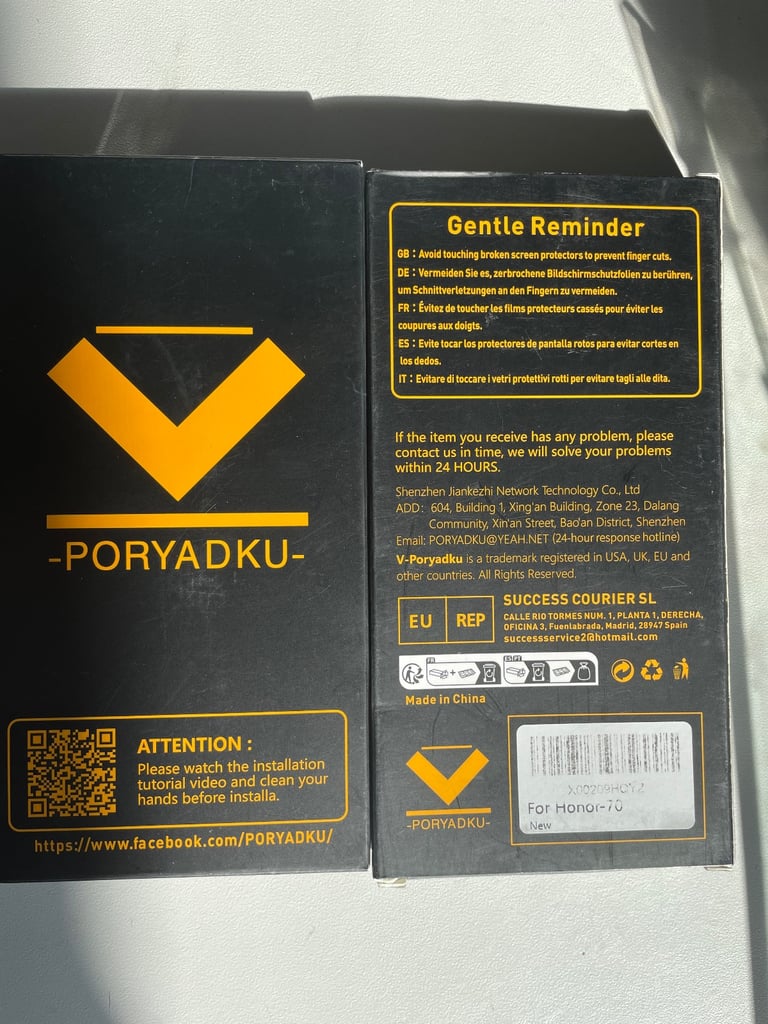 -PORYADKU-
ATTENTION :
Please watch the installation
tutorial video and clean your
hands before installa.
https://www.facebook.com/PORYADKU/
Gentle Reminder
GB : Avoid touching broken screen protectors to prevent finger cuts.
DE : Vermeiden Sie es, zerbrochene Bildschirmschutzfolien zu berühren,
um Schnittverletzungen an den Fingern zu vermeiden.
FR : Évitez de toucher les films protecteurs cassés pour éviter les
coupures aux doigts.
ES : Evite tocar los protectores de pantalla rotos para evitar cortes en
los dedos.
IT : Evitare di toccare i vetri protettivi rotti per evitare tagli alle dita.
If the item you receive has any problem, please
contact us in time, we will solve your problems
within 24 HOURS.
Shenzhen Jiankezhi Network Technology Co., Ltd
ADD: 604, Building 1, Xing'an Building, Zone 23, Dalang
Community, Xin'an Street, Bao'an District, Shenzhen
Email: PORYADKU@YEAH.NET (24-hour response hotline)
V-Poryadku is a trademark registered in USA, UK, EU and
other countries. All Rights Reserved.
EU REP
SUCCESS COURIER SL
CALLE RIO TORMES NUM. 1, PLANTA 1, DERECHA,
OFICINA 3, Fuenlabrada, Madrid, 28947 Spain
successservice2@hotmail.com
FR ES/PT
Made in China
-PORYADKU-
For Honor-70
New